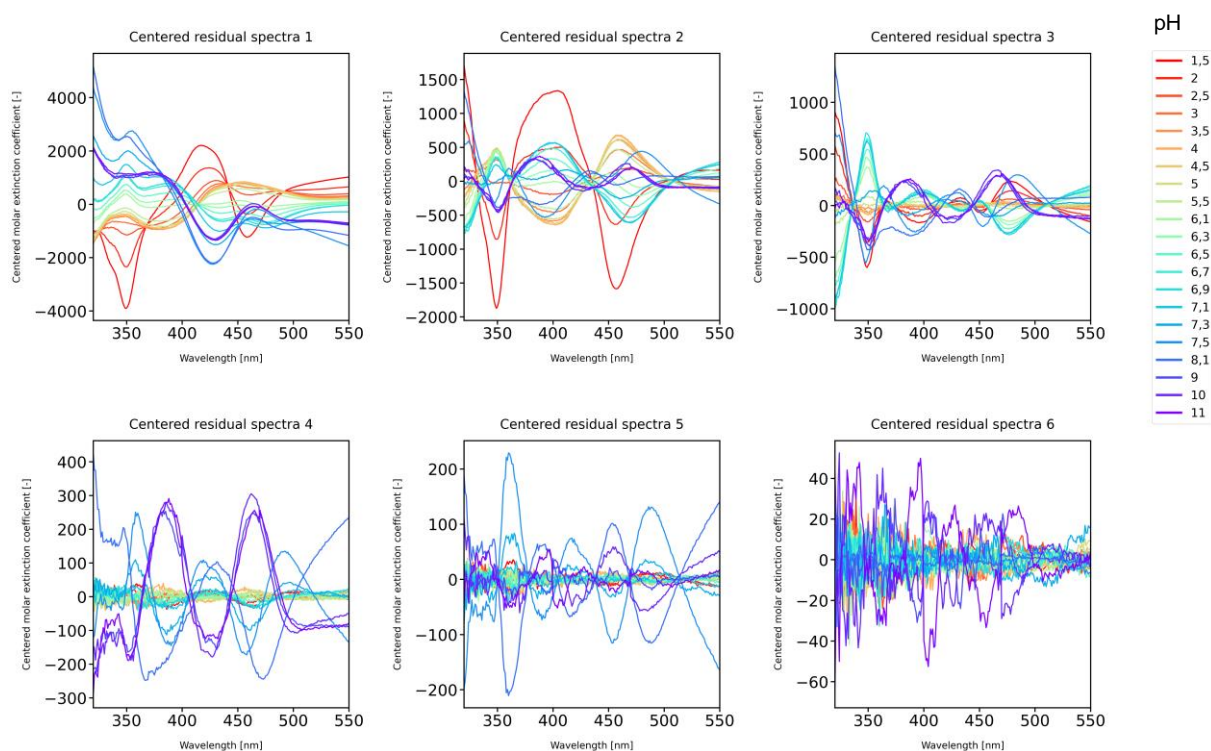 pH
Centered residual spectra 1
Centered residual spectra 2
Centered residual spectra 3
Centered molar extinction coefficient [-]
4000
2000
0
−2000
−4000
350 400 450 500 550
Wavelength [nm]
Centered molar extinction coefficient [-]
1500
1000
500
0
−500
−1000
−1500
−2000
350 400 450 500 550
Wavelength [nm]
Centered molar extinction coefficient [-]
1000
500
0
−500
−1000
350 400 450 500 550
Wavelength [nm]
1,5
2
2,5
3
3,5
4
4,5
5
5,5
6,1
6,3
6,5
6,7
6,9
7,1
7,3
7,5
8,1
9
10
11
Centered residual spectra 4
Centered residual spectra 5
Centered residual spectra 6
Centered molar extinction coefficient [-]
400
300
200
100
0
−100
−200
−300
350 400 450 500 550
Wavelength [nm]
Centered molar extinction coefficient [-]
200
100
0
−100
−200
350 400 450 500 550
Wavelength [nm]
Centered molar extinction coefficient [-]
40
20
0
−20
−40
−60
350 400 450 500 550
Wavelength [nm]